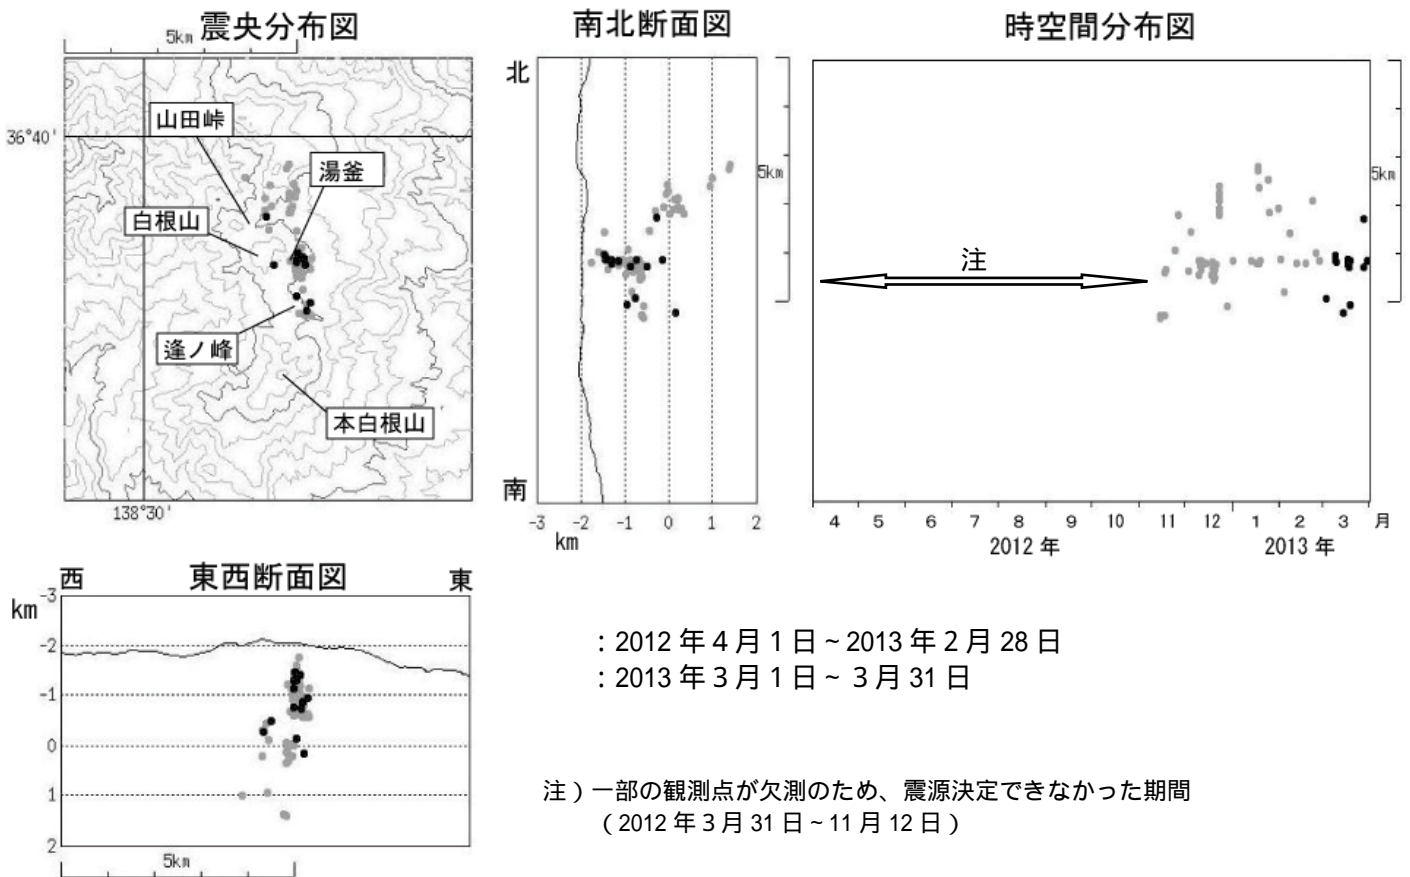 震央分布図
5km
36°40'
山田峠
湯釜
白根山
逢ノ峰
本白根山
138°30'
南北断面図
北
5km
南
-3 -2 -1 0 1 2
km
時空間分布図
5km
注
4 5 6 7 8 9 10 11 12 1 2 3 月
2012 年 2013 年
東西断面図
西 東
km
-3
-2
-1
0
1
2
5km
：2012 年 4 月 1 日～2013 年 2 月 28 日
：2013 年 3 月 1 日～ 3 月 31 日
注）一部の観測点が欠測のため、震源決定できなかった期間
（2012 年 3 月 31 日～11 月 12 日）